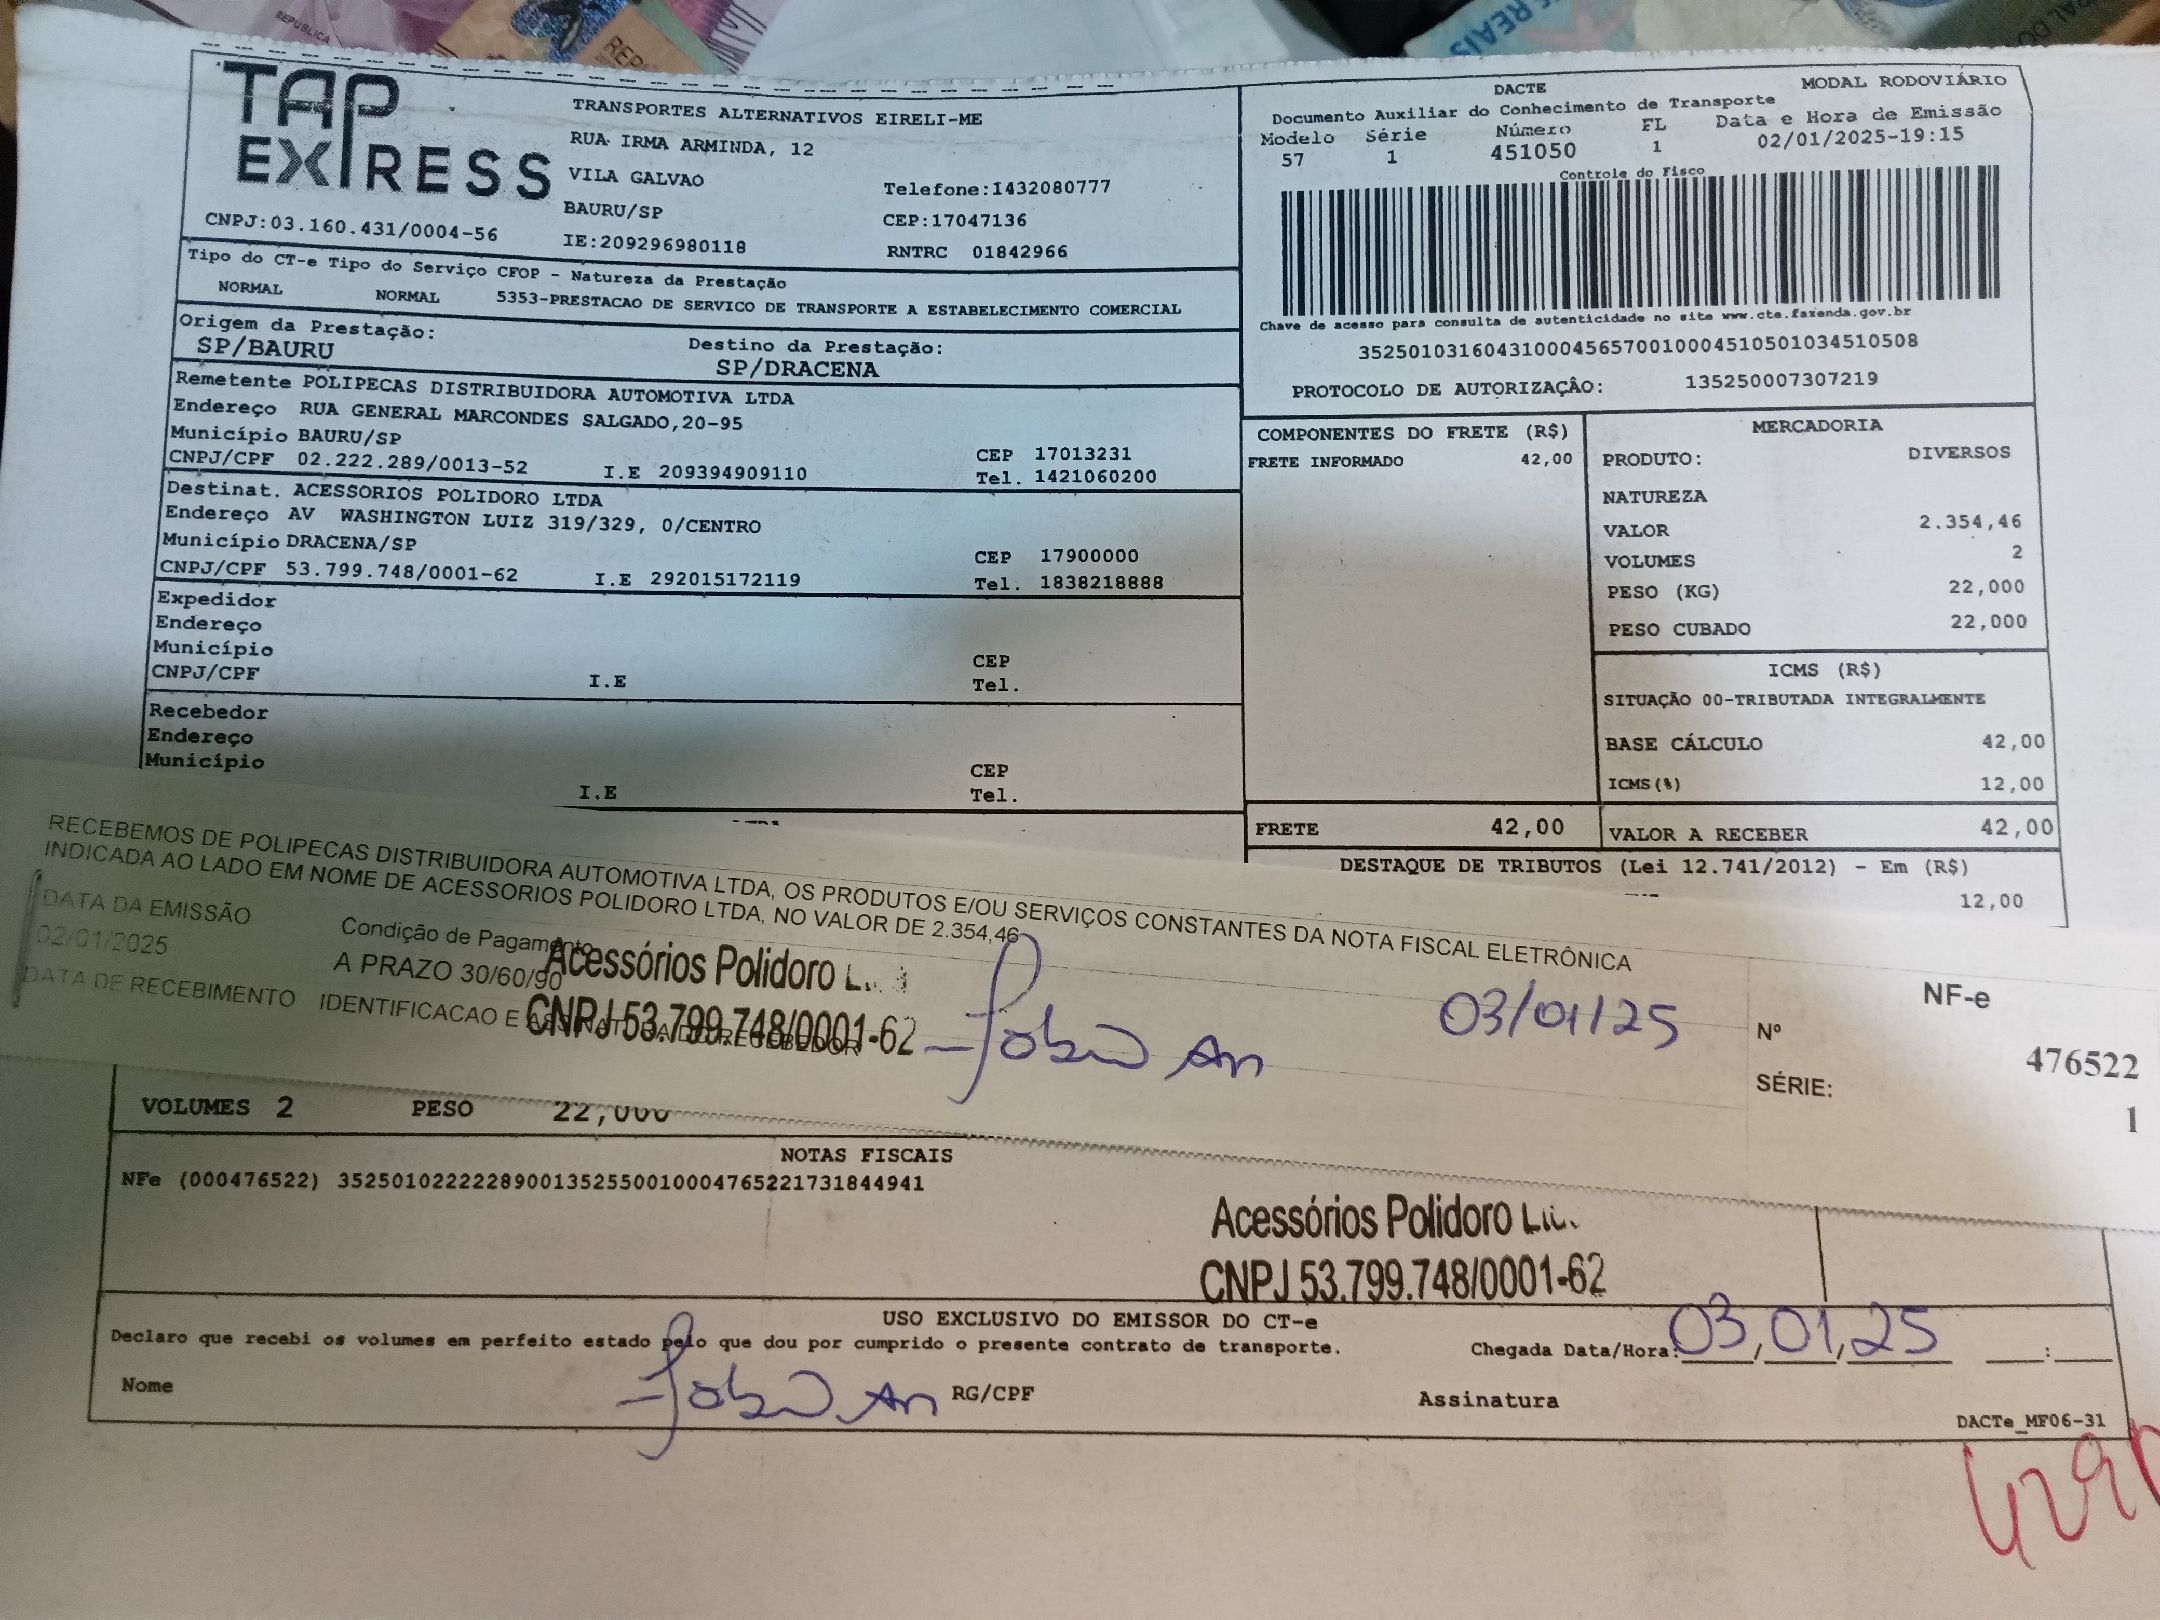 TAP EXPRESS
TRANSPORTES ALTERNATIVOS EIRELI-ME
RUA IRMA ARMINDA, 12
VILA GALVAO
Telefone:1432080777
BAURU/SP
CEP:17047136
CNPJ:03.160.431/0004-56
IE:209296980118
RNTRC 01842966
DACTE
MODAL RODOVIÁRIO
Documento Auxiliar do Conhecimento de Transporte
Modelo Série Número FL Data e Hora de Emissão
57 1 451050 1 02/01/2025-19:15
Controle do Fisco
Chave de acesso para consulta de autenticidade no site www.cte.fazenda.gov.br
35250103160431000456570010004510501034510508
PROTOCOLO DE AUTORIZAÇÂO: 135250007307219
Tipo do CT-e Tipo do Serviço CFOP - Natureza da Prestação
NORMAL NORMAL 5353-PRESTACAO DE SERVICO DE TRANSPORTE A ESTABELECIMENTO COMERCIAL
Origem da Prestação: Destino da Prestação:
SP/BAURU SP/DRACENA
Remetente POLIPECAS DISTRIBUIDORA AUTOMOTIVA LTDA
Endereço RUA GENERAL MARCONDES SALGADO,20-95
Município BAURU/SP CEP 17013231
CNPJ/CPF 02.222.289/0013-52 I.E 209394909110 Tel. 1421060200
Destinat. ACESSORIOS POLIDORO LTDA
Endereço AV WASHINGTON LUIZ 319/329, 0/CENTRO
Município DRACENA/SP CEP 17900000
CNPJ/CPF 53.799.748/0001-62 I.E 292015172119 Tel. 1838218888
Expedidor
Endereço
Município CEP
CNPJ/CPF I.E Tel.
Recebedor
Endereço
Município CEP
I.E Tel.
COMPONENTES DO FRETE (R$)
FRETE INFORMADO 42,00
MERCADORIA
PRODUTO: DIVERSOS
NATUREZA
VALOR 2.354,46
VOLUMES 2
PESO (KG) 22,000
PESO CUBADO 22,000
ICMS (R$)
SITUAÇÃO 00-TRIBUTADA INTEGRALMENTE
BASE CÁLCULO 42,00
ICMS(%) 12,00
FRETE 42,00 VALOR A RECEBER 42,00
DESTAQUE DE TRIBUTOS (Lei 12.741/2012) - Em (R$)
12,00
RECEBEMOS DE POLIPECAS DISTRIBUIDORA AUTOMOTIVA LTDA, OS PRODUTOS E/OU SERVIÇOS CONSTANTES DA NOTA FISCAL ELETRÔNICA
INDICADA AO LADO EM NOME DE ACESSORIOS POLIDORO LTDA, NO VALOR DE 2.354,46
DATA DA EMISSÃO Condição de Pagamento
02/01/2025 A PRAZO 30/60/90
DATA DE RECEBIMENTO IDENTIFICACAO E ASSINATURA DO RECEBEDOR
Acessórios Polidoro
CNPJ 53.799.748/0001-62
03/01/25
NF-e
Nº 476522
SÉRIE: 1
VOLUMES 2 PESO 22,000
NOTAS FISCAIS
NFe (000476522) 35250102222289001352550010004765221731844941
Acessórios Polidoro
CNPJ 53.799.748/0001-62
USO EXCLUSIVO DO EMISSOR DO CT-e
Declaro que recebi os volumes em perfeito estado pelo que dou por cumprido o presente contrato de transporte. Chegada Data/Hora: 03,01,25 :
Nome RG/CPF Assinatura
DACTe_MF06-31
REPUBLICA
REAIS